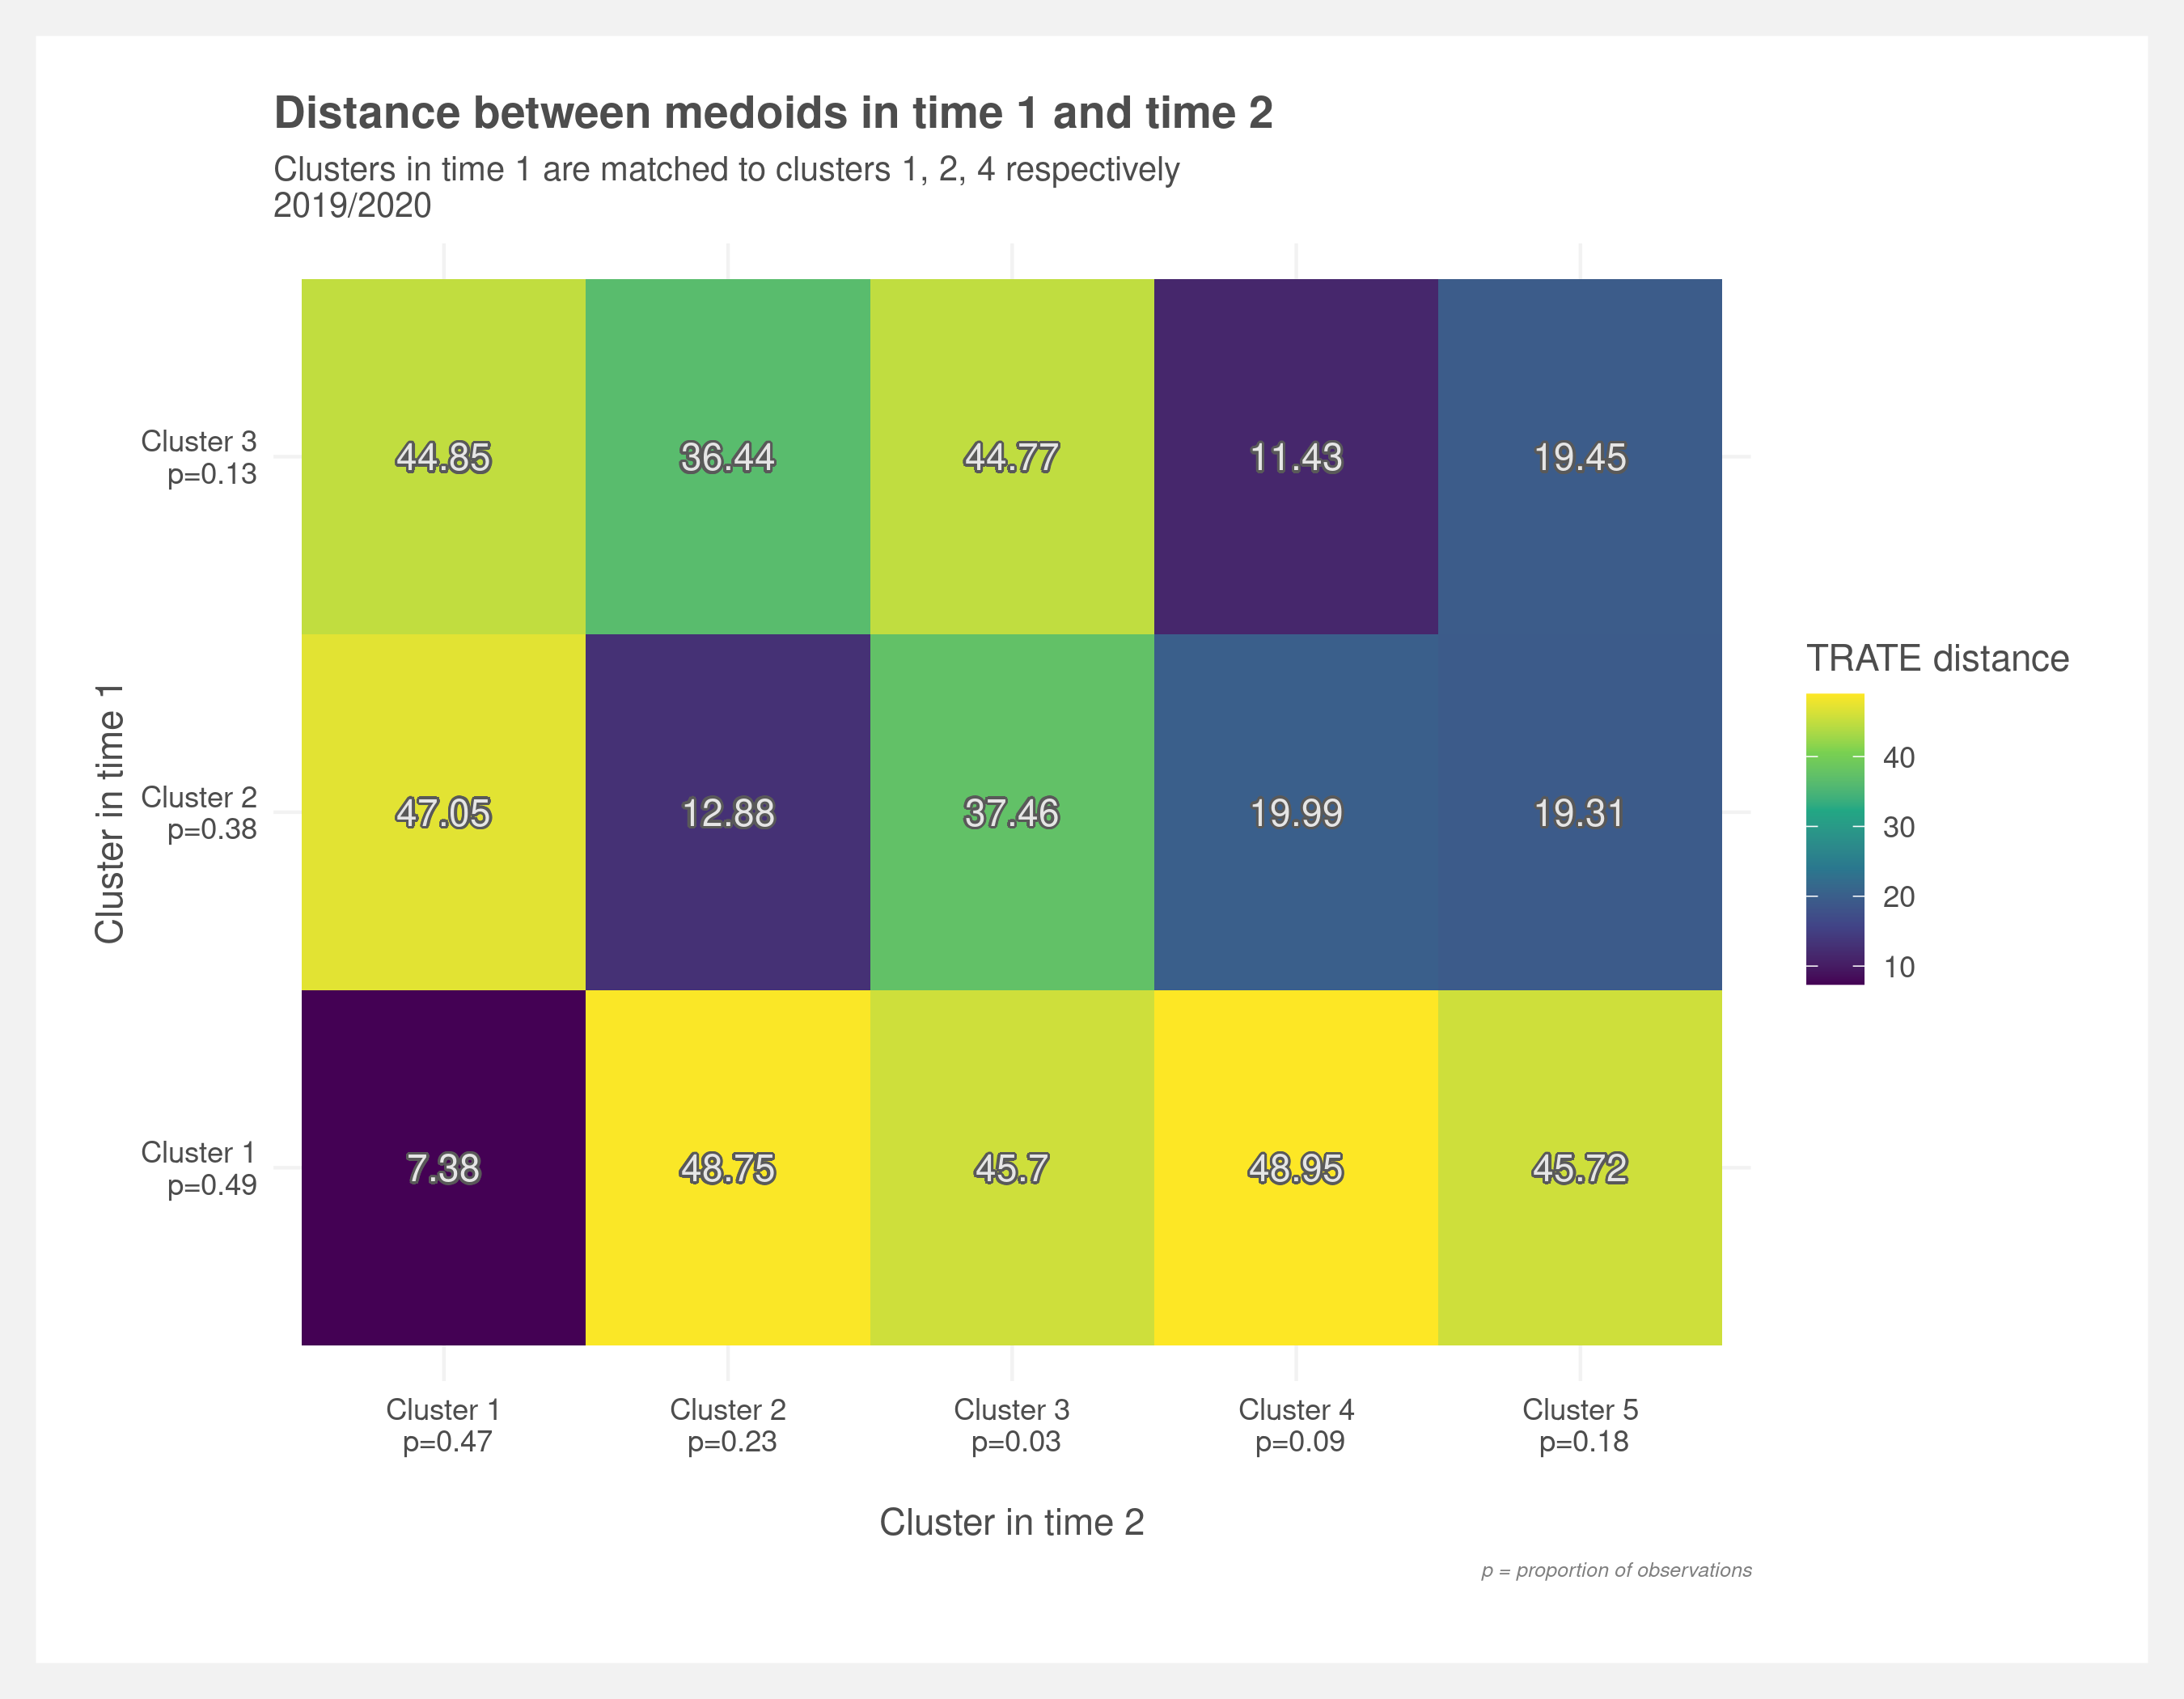 Distance between medoids in time 1 and time 2
Clusters in time 1 are matched to clusters 1, 2, 4 respectively
2019/2020
Cluster in time 1
Cluster 3
p=0.13
44.85 36.44 44.77 11.43 19.45
Cluster 2
p=0.38
47.05 12.88 37.46 19.99 19.31
Cluster 1
p=0.49
7.38 48.75 45.7 48.95 45.72
Cluster 1 Cluster 2 Cluster 3 Cluster 4 Cluster 5
p=0.47 p=0.23 p=0.03 p=0.09 p=0.18
Cluster in time 2
TRATE distance
40
30
20
10
p = proportion of observations